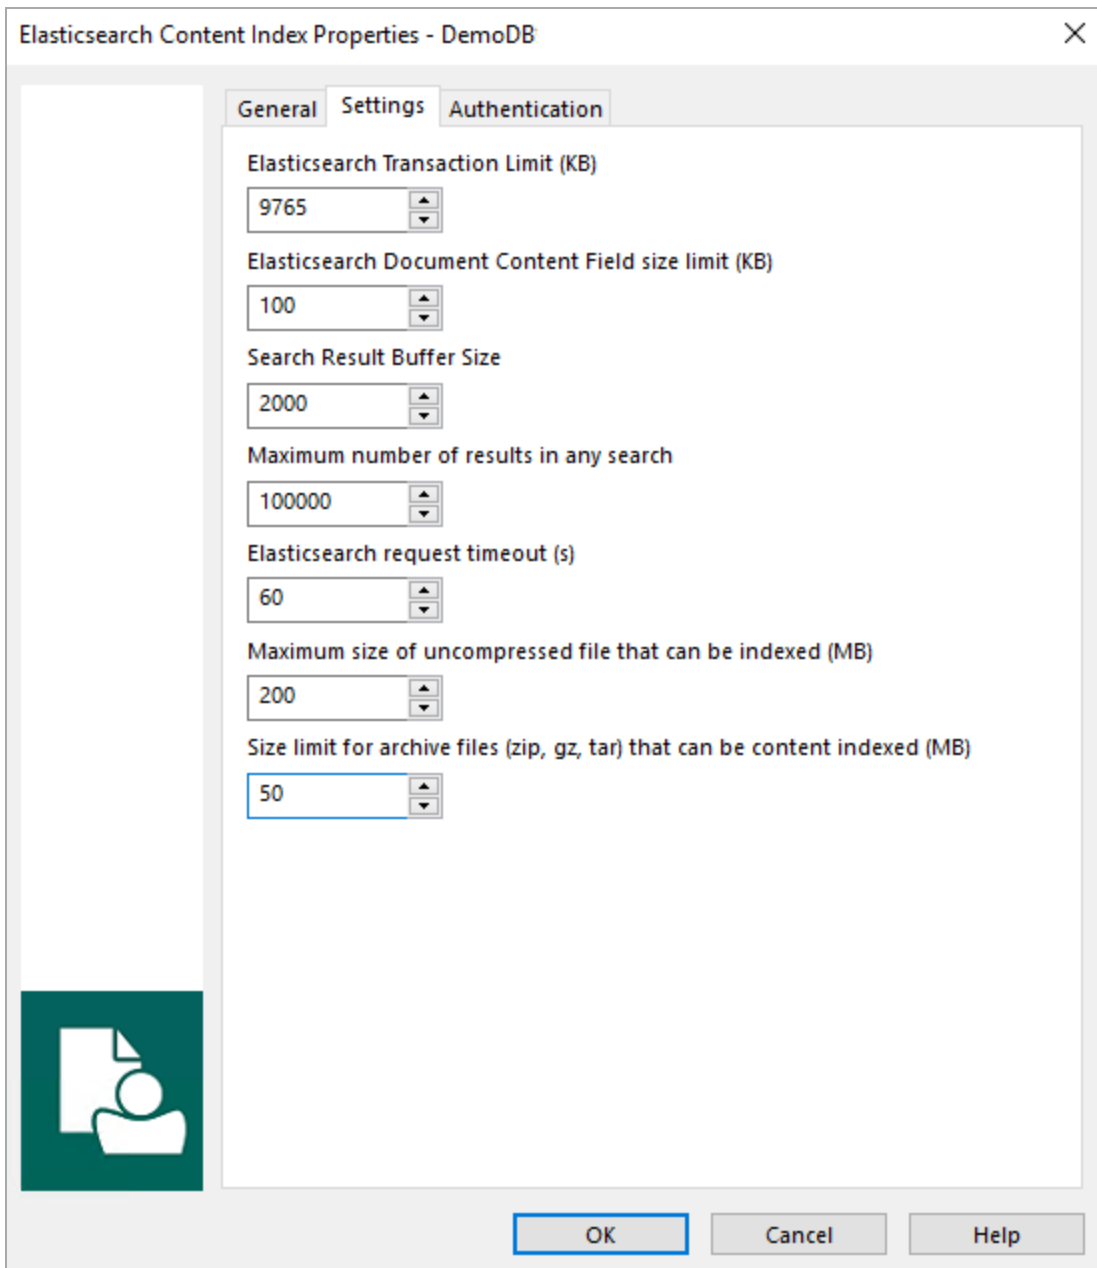 Elasticsearch Content Index Properties - DemoDB
General Settings Authentication
Elasticsearch Transaction Limit (KB)
9765
Elasticsearch Document Content Field size limit (KB)
100
Search Result Buffer Size
2000
Maximum number of results in any search
100000
Elasticsearch request timeout (s)
60
Maximum size of uncompressed file that can be indexed (MB)
200
Size limit for archive files (zip, gz, tar) that can be content indexed (MB)
50
OK Cancel Help